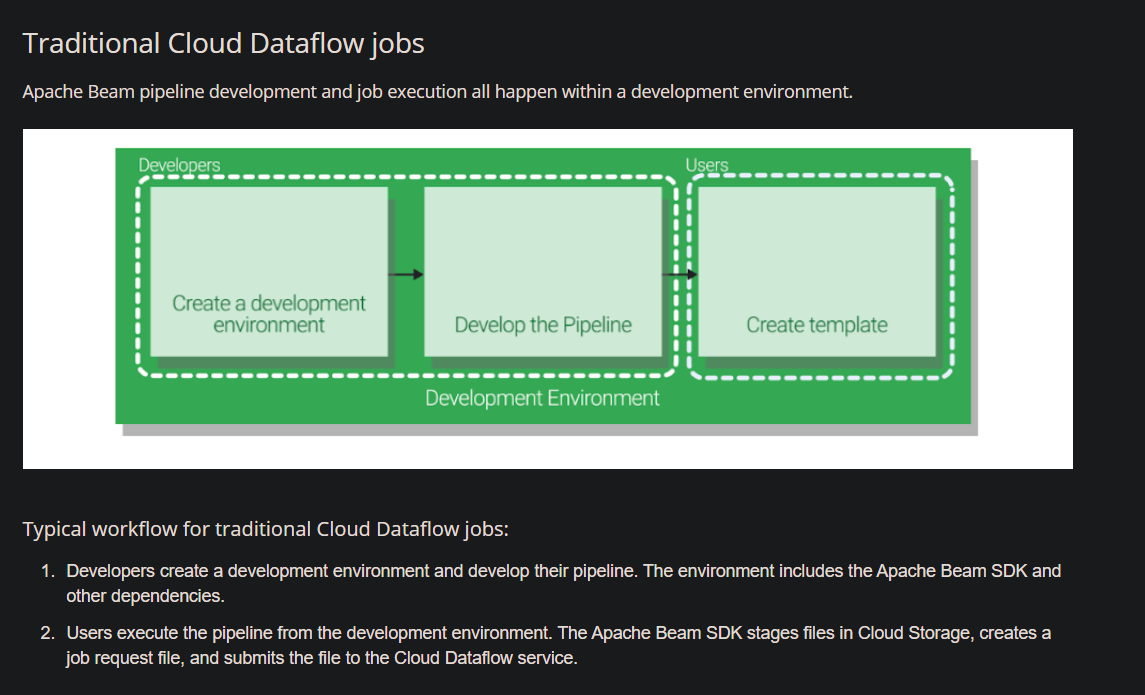 Traditional Cloud Dataflow jobs
Apache Beam pipeline development and job execution all happen within a development environment.
Developers
Users
Create a development
environment
Develop the Pipeline
Create template
Development Environment
Typical workflow for traditional Cloud Dataflow jobs:
1. Developers create a development environment and develop their pipeline. The environment includes the Apache Beam SDK and
other dependencies.
2. Users execute the pipeline from the development environment. The Apache Beam SDK stages files in Cloud Storage, creates a
job request file, and submits the file to the Cloud Dataflow service.